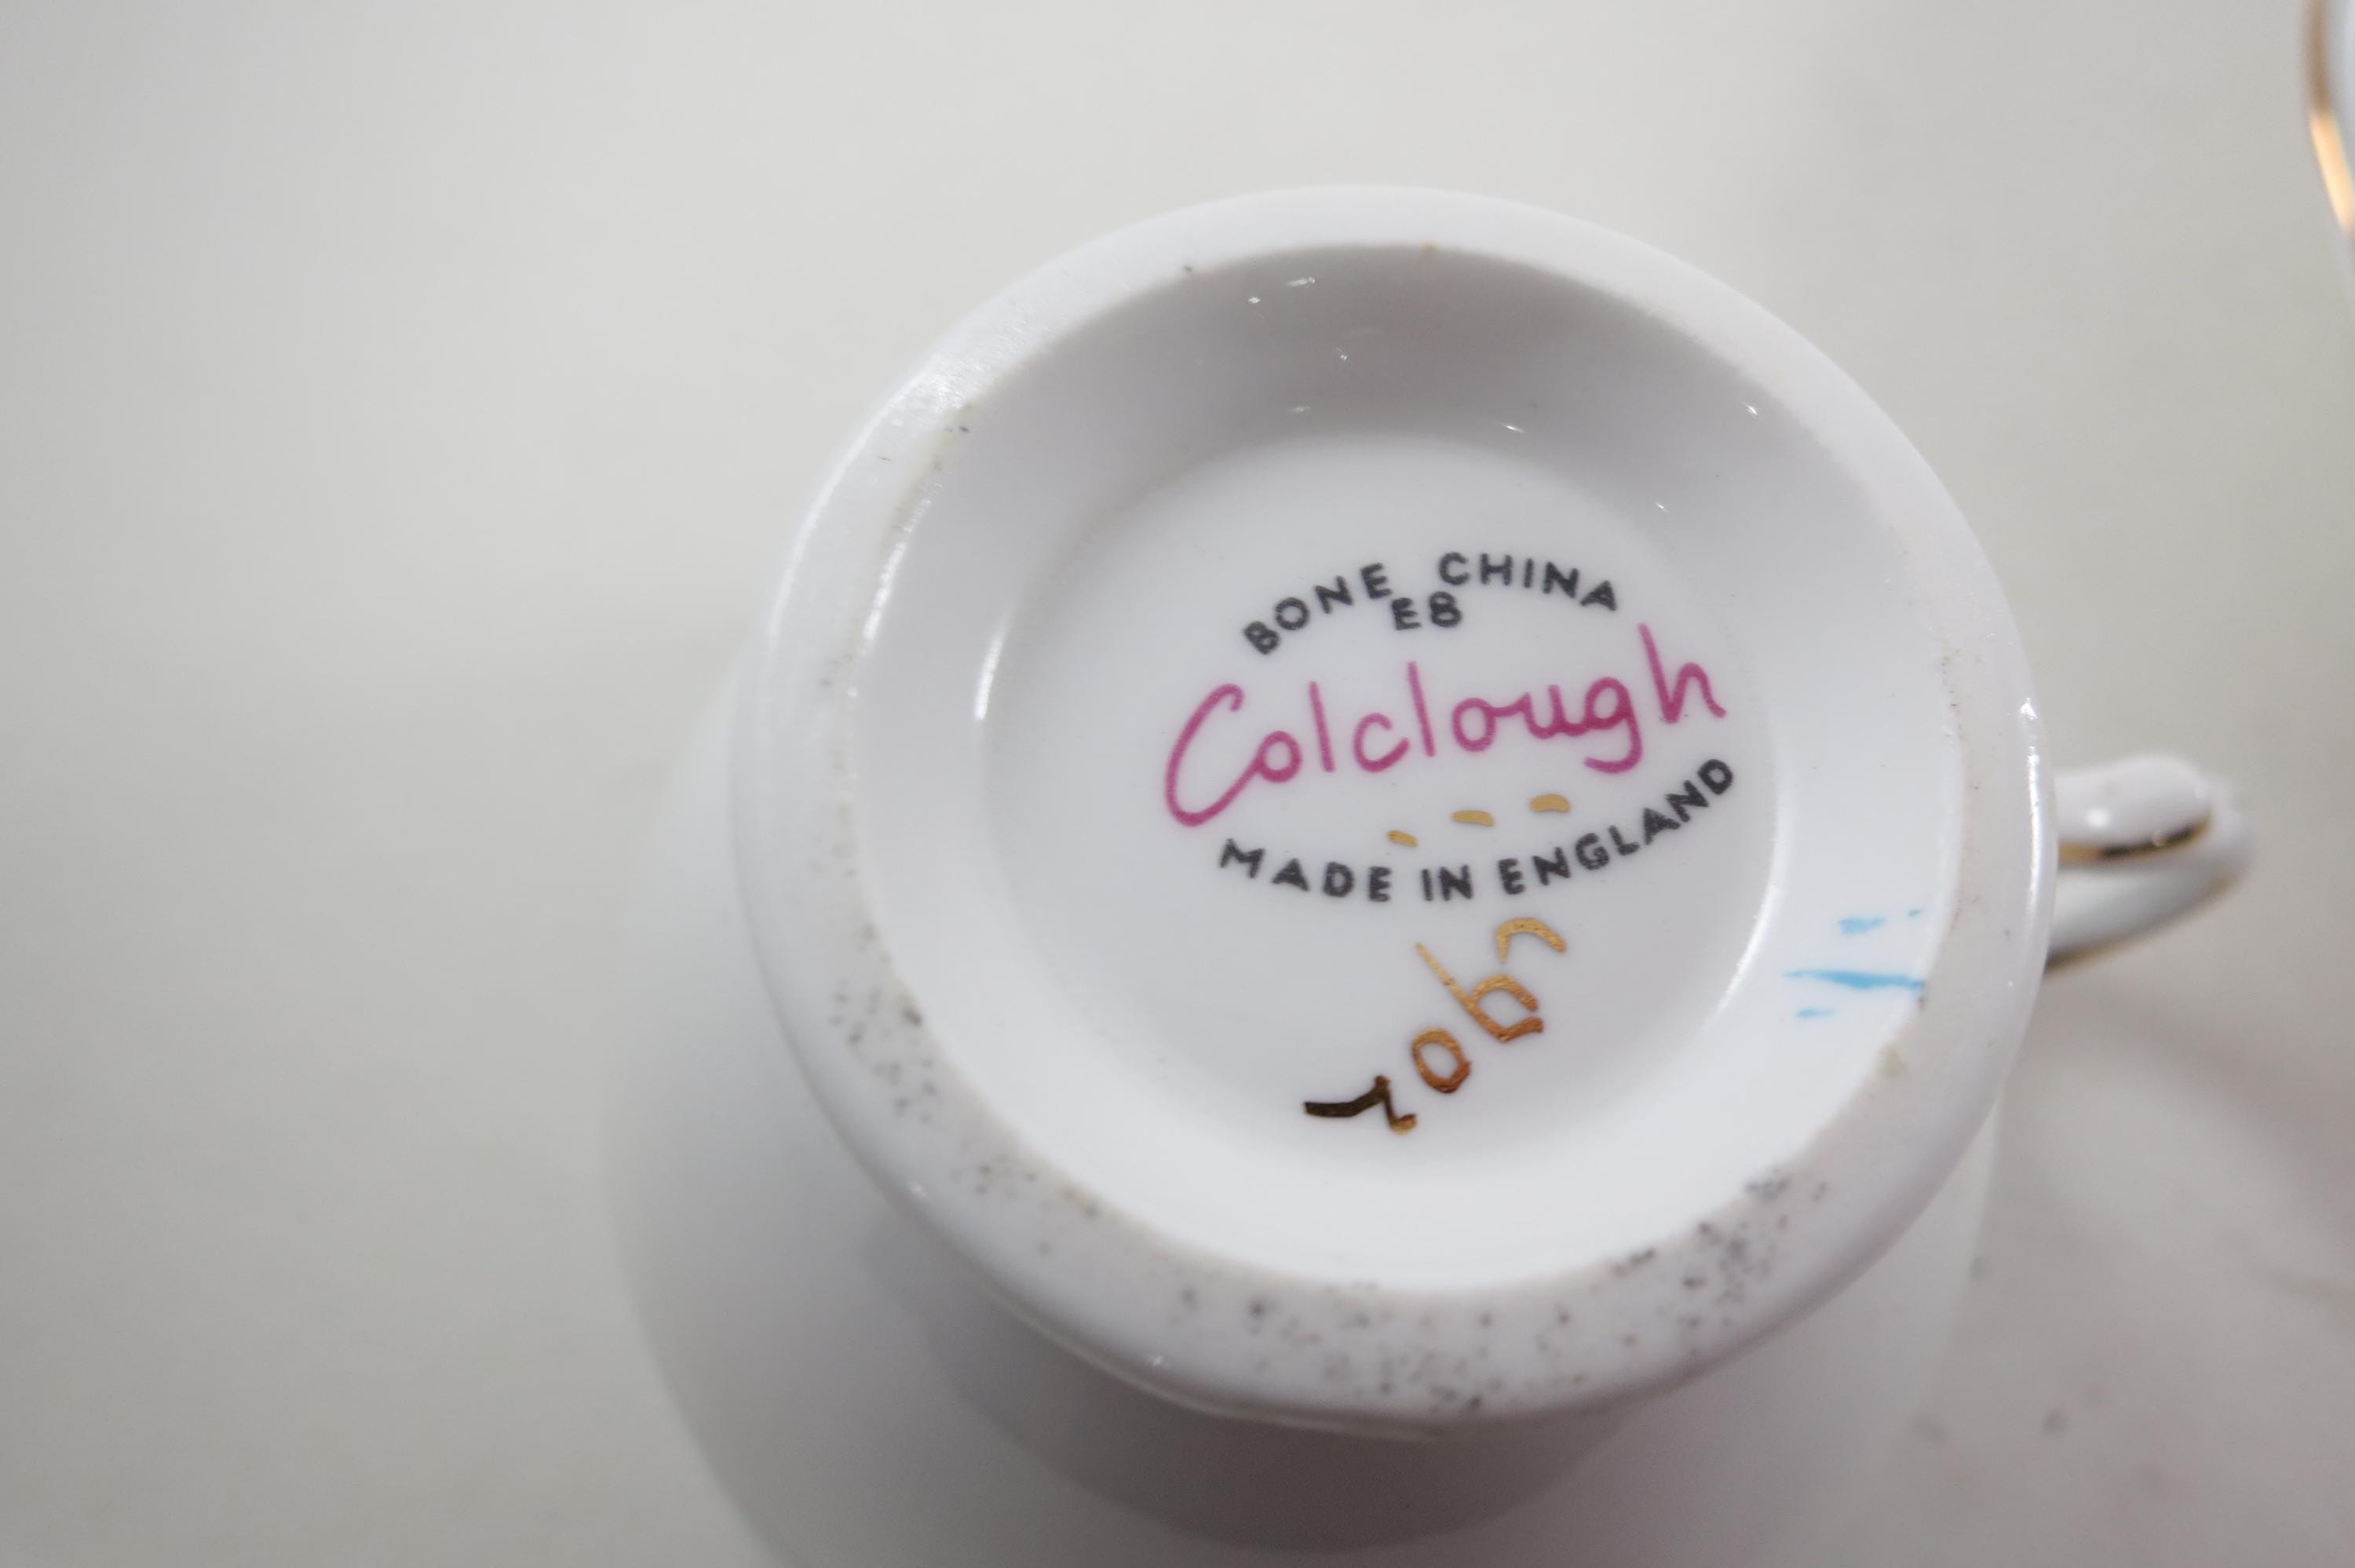 BONE CHINA
E8
Colclough
MADE IN ENGLAND